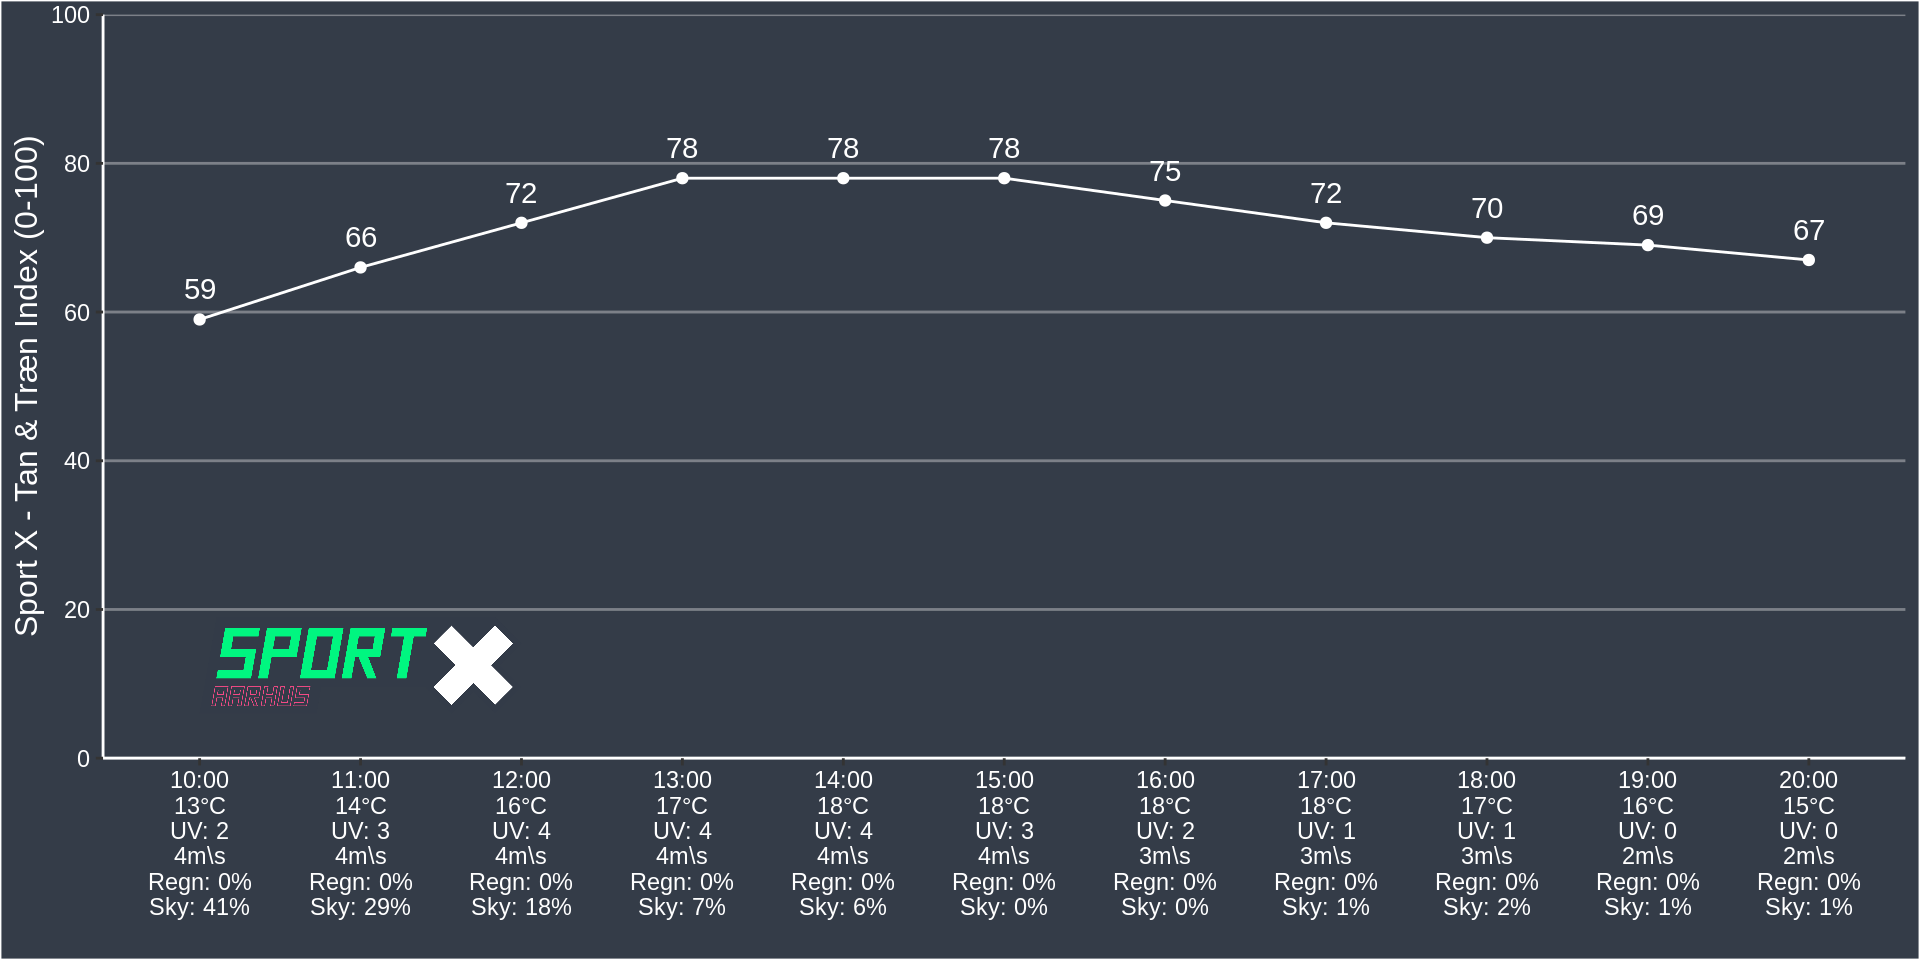 Sport X - Tan & Træn Index (0-100)
100
80
60
40
20
0
59
66
72
78
78
78
75
72
70
69
67
SPORT X
AARHUS
10:00 11:00 12:00 13:00 14:00 15:00 16:00 17:00 18:00 19:00 20:00
13°C 14°C 16°C 17°C 18°C 18°C 18°C 18°C 17°C 16°C 15°C
UV: 2 UV: 3 UV: 4 UV: 4 UV: 4 UV: 3 UV: 2 UV: 1 UV: 1 UV: 0 UV: 0
4m\s 4m\s 4m\s 4m\s 4m\s 4m\s 3m\s 3m\s 3m\s 2m\s 2m\s
Regn: 0% Regn: 0% Regn: 0% Regn: 0% Regn: 0% Regn: 0% Regn: 0% Regn: 0% Regn: 0% Regn: 0% Regn: 0%
Sky: 41% Sky: 29% Sky: 18% Sky: 7% Sky: 6% Sky: 0% Sky: 0% Sky: 1% Sky: 2% Sky: 1% Sky: 1%